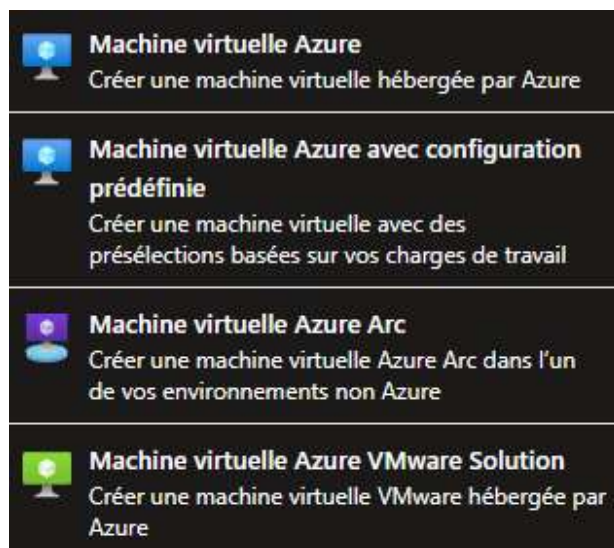 Machine virtuelle Azure
Créer une machine virtuelle hébergée par Azure
Machine virtuelle Azure avec configuration
prédéfinie
Créer une machine virtuelle avec des
présélections basées sur vos charges de travail
Machine virtuelle Azure Arc
Créer une machine virtuelle Azure Arc dans l'un
de vos environnements non Azure
Machine virtuelle Azure VMware Solution
Créer une machine virtuelle VMware hébergée par
Azure